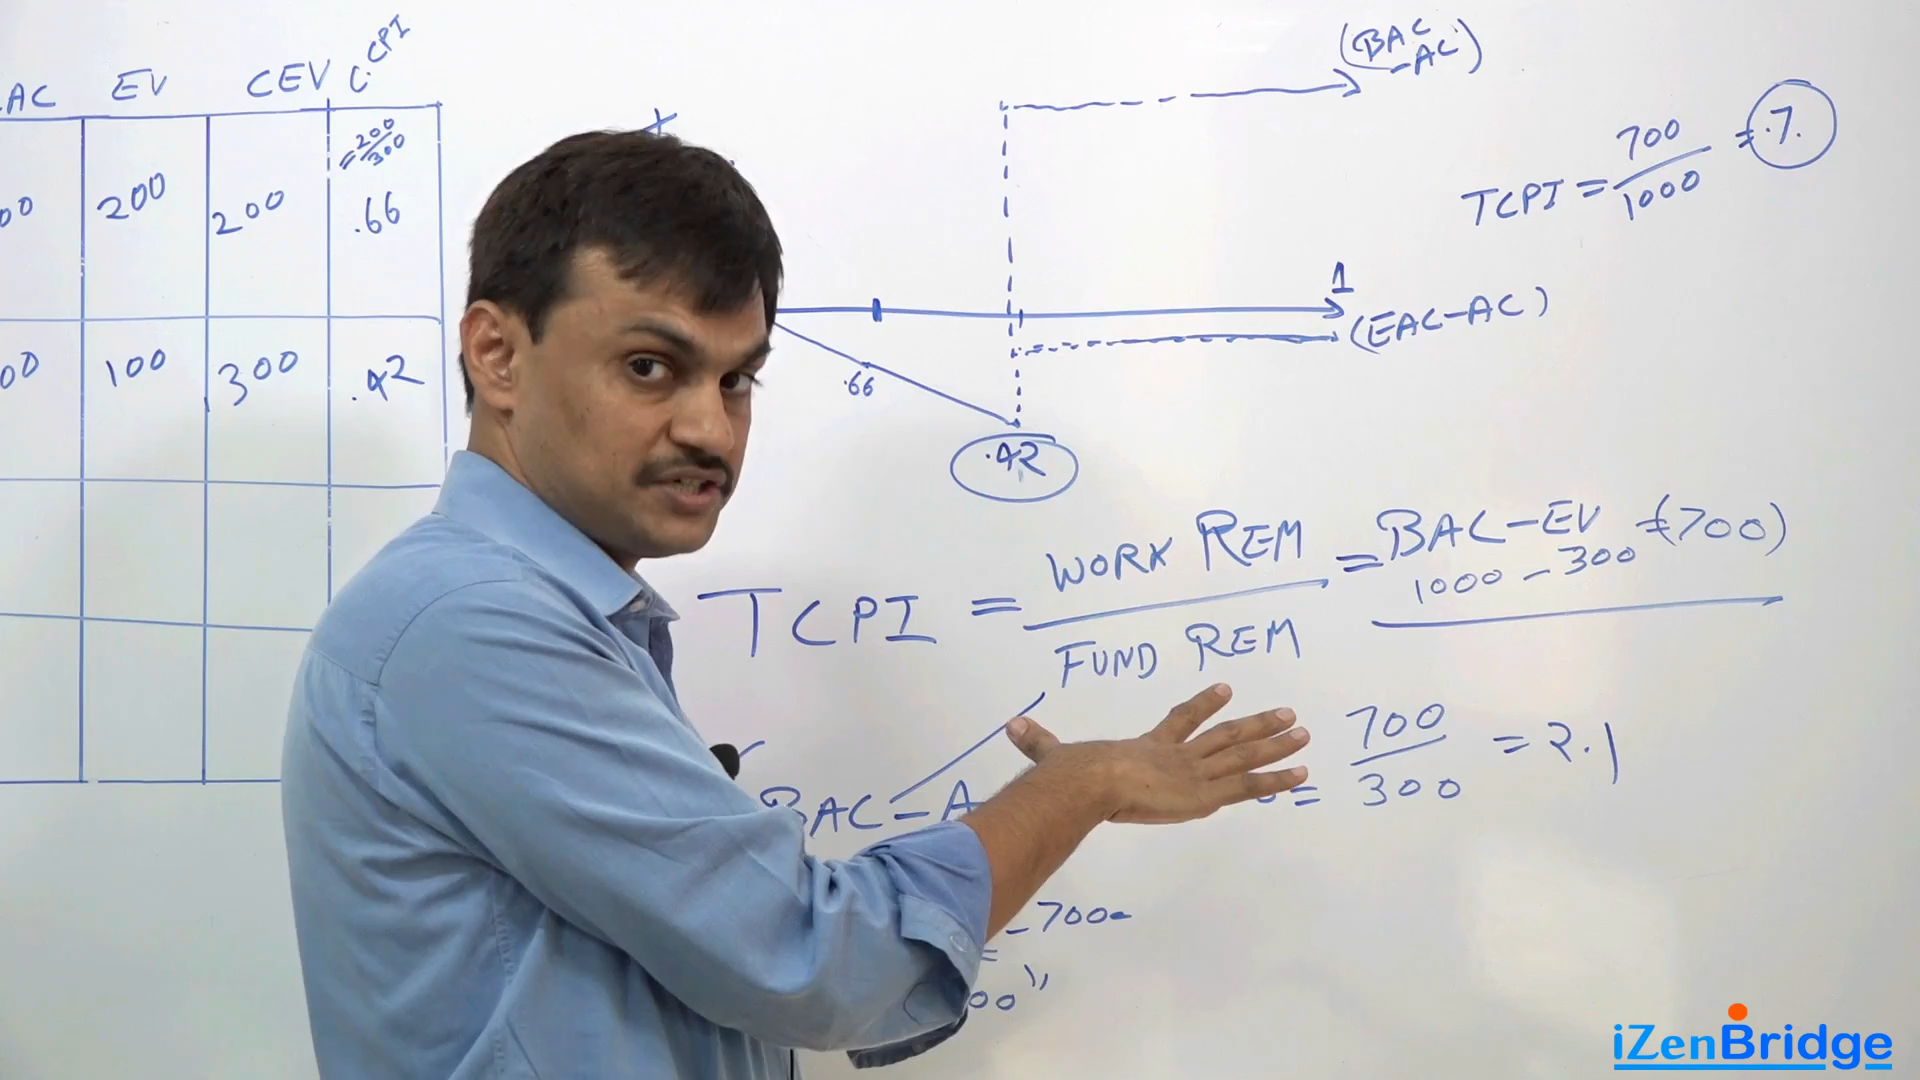 AC EV CEV C.CPI
=200/300
00 200 200 .66
00 100 300 .42
(BAC
-AC)
TCPI = 700/1000 = .7.
1
(EAC-AC)
.66
.42
TCPI = WORK REM / FUND REM = BAC-EV (=700)
1000 - 300
BAC - A
= 700/300 = 2.1
- 700
=
00"
iZenBridge